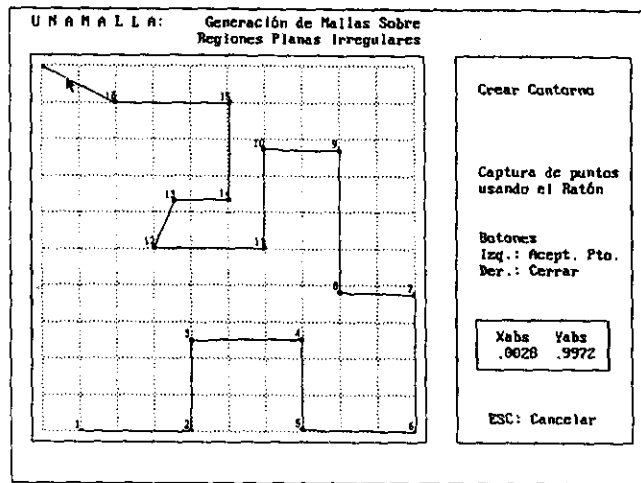 U N A M A L L A: Generación de Mallas Sobre
Regiones Planas Irregulares
Crear Contorno
Captura de puntos
usando el Ratón
Botones
Izq.: Acept. Pto.
Der.: Cerrar
Xabs Yabs
.0028 .9972
ESC: Cancelar
16 15
10 9
13 14
12 11
8 7
3 4
1 2 5 6